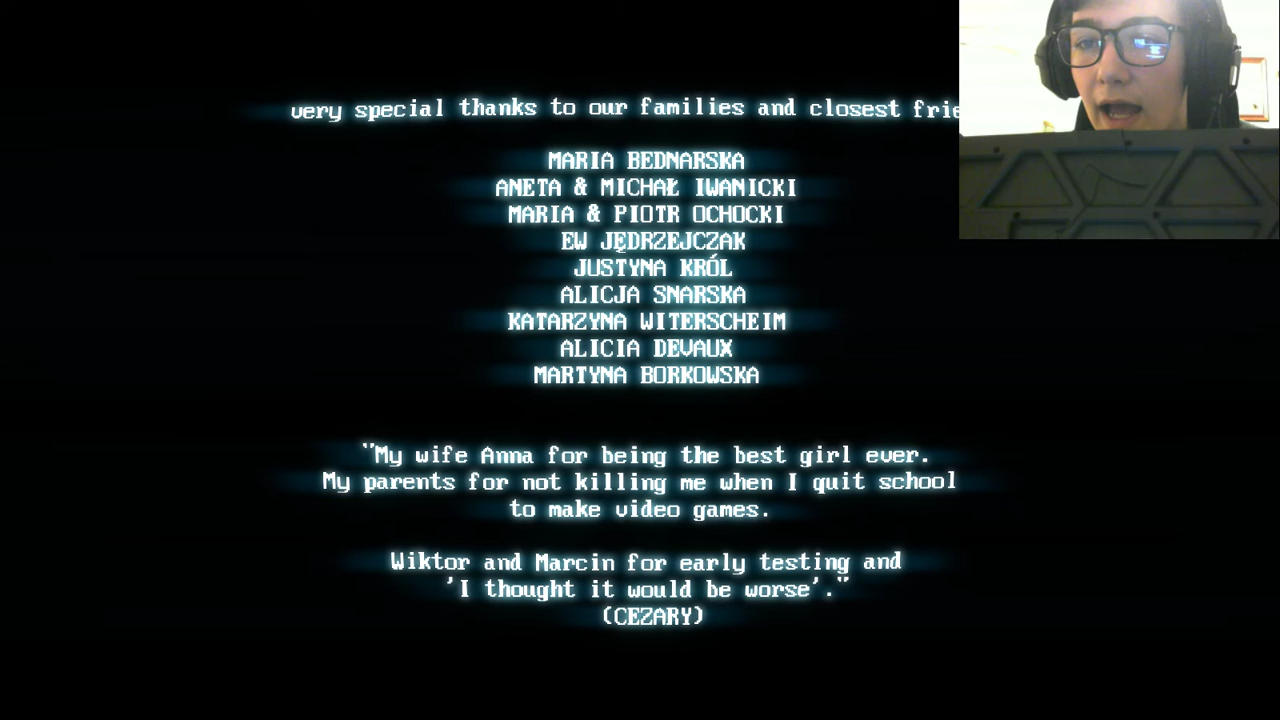 very special thanks to our families and closest frie
MARIA BEDNARSKA
ANETA & MICHAŁ IWANICKI
MARIA & PIOTR OCHOCKI
EW JĘDRZEJCZAK
JUSTYNA KRÓL
ALICJA SNARSKA
KATARZYNA WITERSCHEIM
ALICIA DEVAUX
MARTYNA BORKOWSKA
"My wife Anna for being the best girl ever.
My parents for not killing me when I quit school
to make video games.
Wiktor and Marcin for early testing and
'I thought it would be worse'."
(CEZARY)